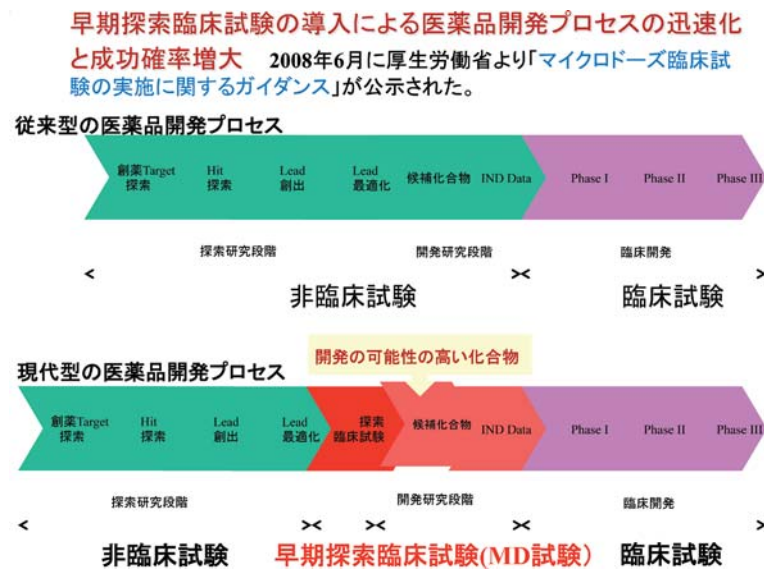 早期探索臨床試験の導入による医薬品開発プロセスの迅速化
と成功確率増大 2008年6月に厚生労働省より「マイクロドーズ臨床試
験の実施に関するガイダンス」が公示された。
従来型の医薬品開発プロセス
創薬Target 探索
Hit 探索
Lead 創出
Lead 最適化
候補化合物
IND Data
Phase I
Phase II
Phase III
探索研究段階
開発研究段階
臨床開発
非臨床試験
臨床試験
開発の可能性の高い化合物
現代型の医薬品開発プロセス
創薬Target 探索
Hit 探索
Lead 創出
Lead 最適化
探索 臨床試験
候補化合物
IND Data
Phase I
Phase II
Phase III
探索研究段階
開発研究段階
臨床開発
非臨床試験
早期探索臨床試験(MD試験)
臨床試験